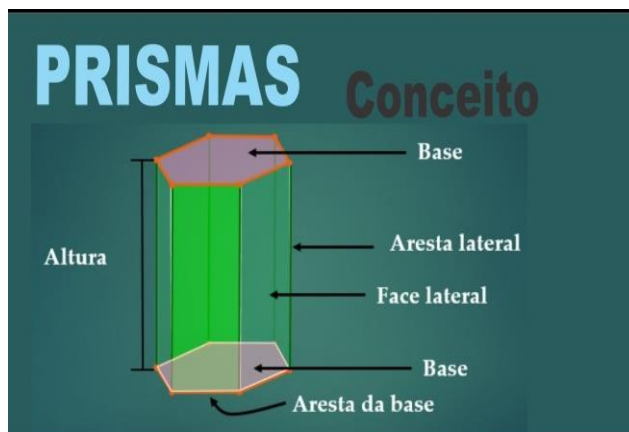 PRISMAS
Conceito
Base
Aresta lateral
Altura
Face lateral
Base
Aresta da base